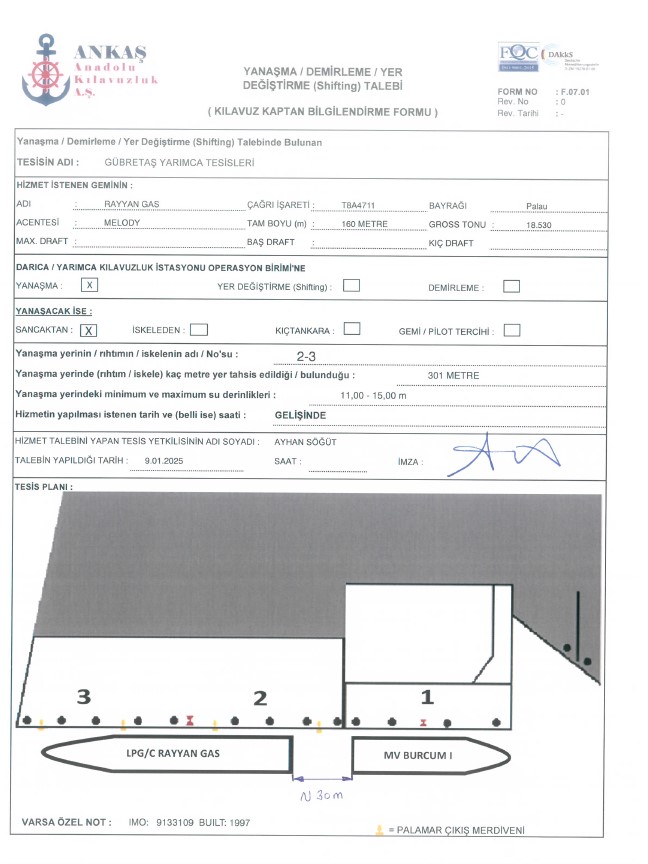 ANKAŞ
Anadolu
Kılavuzluk
A.Ş.
YANAŞMA / DEMİRLEME / YER
DEĞİŞTİRME (Shifting) TALEBİ
( KILAVUZ KAPTAN BİLGİLENDİRME FORMU )
FQC DAkkS
FORM NO : F.07.01
Rev. No : 0
Rev. Tarihi : -
Yanaşma / Demirleme / Yer Değiştirme (Shifting) Talebinde Bulunan
TESİSİN ADI : GÜBRETAŞ YARIMCA TESİSLERİ
HİZMET İSTENEN GEMİNİN :
ADI : RAYYAN GAS ÇAĞRI İŞARETİ : T8A4711 BAYRAĞI Palau
ACENTESİ : MELODY TAM BOYU (m) : 160 METRE GROSS TONU : 18.530
MAX. DRAFT : BAŞ DRAFT : KIÇ DRAFT
DARICA / YARIMCA KILAVUZLUK İSTASYONU OPERASYON BİRİMİ'NE
YANAŞMA : X YER DEĞİŞTİRME (Shifting) : DEMİRLEME :
YANAŞACAK İSE :
SANCAKTAN : X İSKELEDEN : KIÇTANKARA : GEMİ / PİLOT TERCİHİ :
Yanaşma yerinin / rıhtımın / iskelenin adı / No'su : 2-3
Yanaşma yerinde (rıhtım / iskele) kaç metre yer tahsis edildiği / bulunduğu : 301 METRE
Yanaşma yerindeki minimum ve maximum su derinlikleri : 11,00 - 15,00 m
Hizmetin yapılması istenen tarih ve (belli ise) saati : GELİŞİNDE
HİZMET TALEBİNİ YAPAN TESİS YETKİLİSİNİN ADI SOYADI : AYHAN SÖĞÜT
TALEBİN YAPILDIĞI TARİH : 9.01.2025 SAAT : İMZA :
TESİS PLANI :
3 2 1
LPG/C RAYYAN GAS MV BURCUM I
N 30m
VARSA ÖZEL NOT : IMO: 9133109 BUILT: 1997
= PALAMAR ÇIKIŞ MERDİVENİ